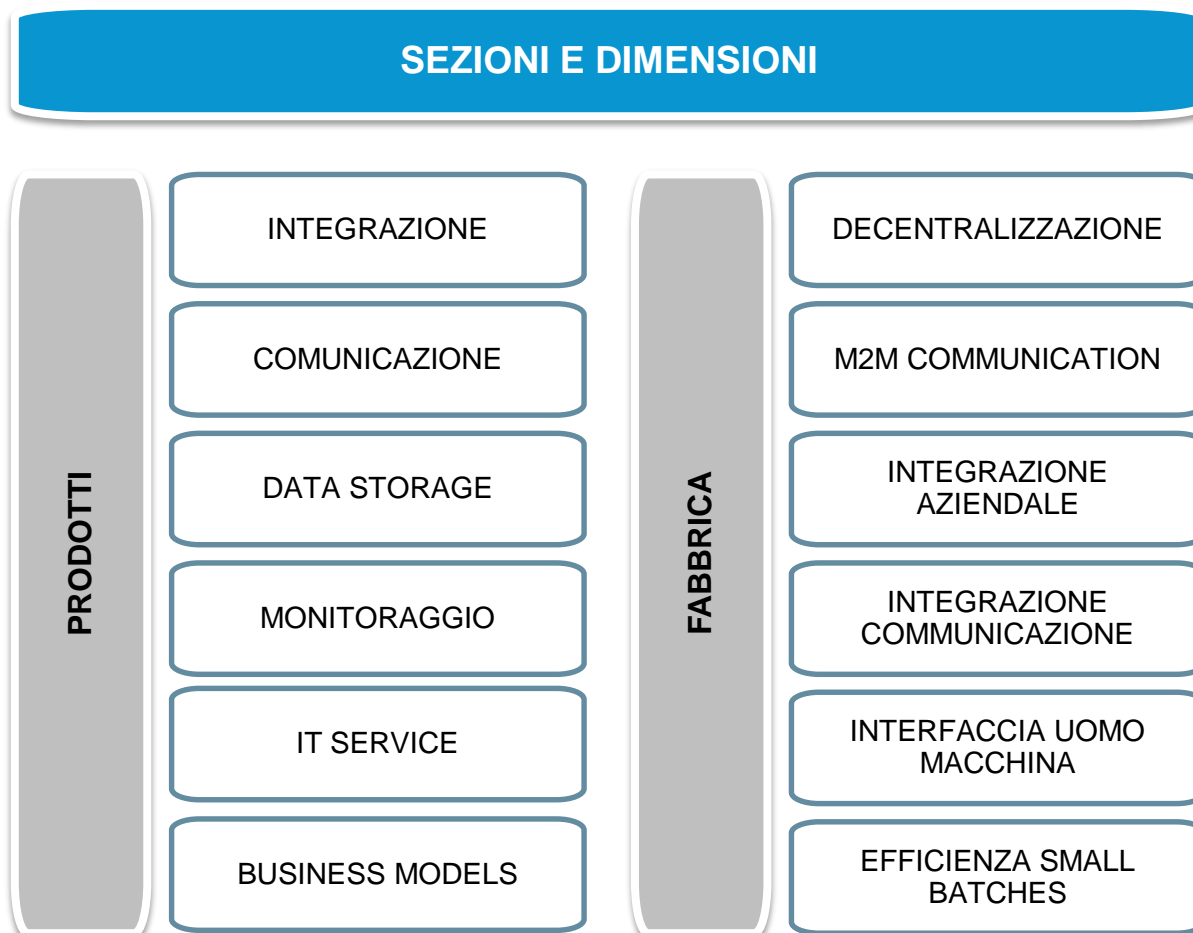 SEZIONI E DIMENSIONI
PRODOTTI
INTEGRAZIONE
COMUNICAZIONE
DATA STORAGE
MONITORAGGIO
IT SERVICE
BUSINESS MODELS
FABBRICA
DECENTRALIZZAZIONE
M2M COMMUNICATION
INTEGRAZIONE
AZIENDALE
INTEGRAZIONE
COMMUNICAZIONE
INTERFACCIA UOMO
MACCHINA
EFFICIENZA SMALL
BATCHES